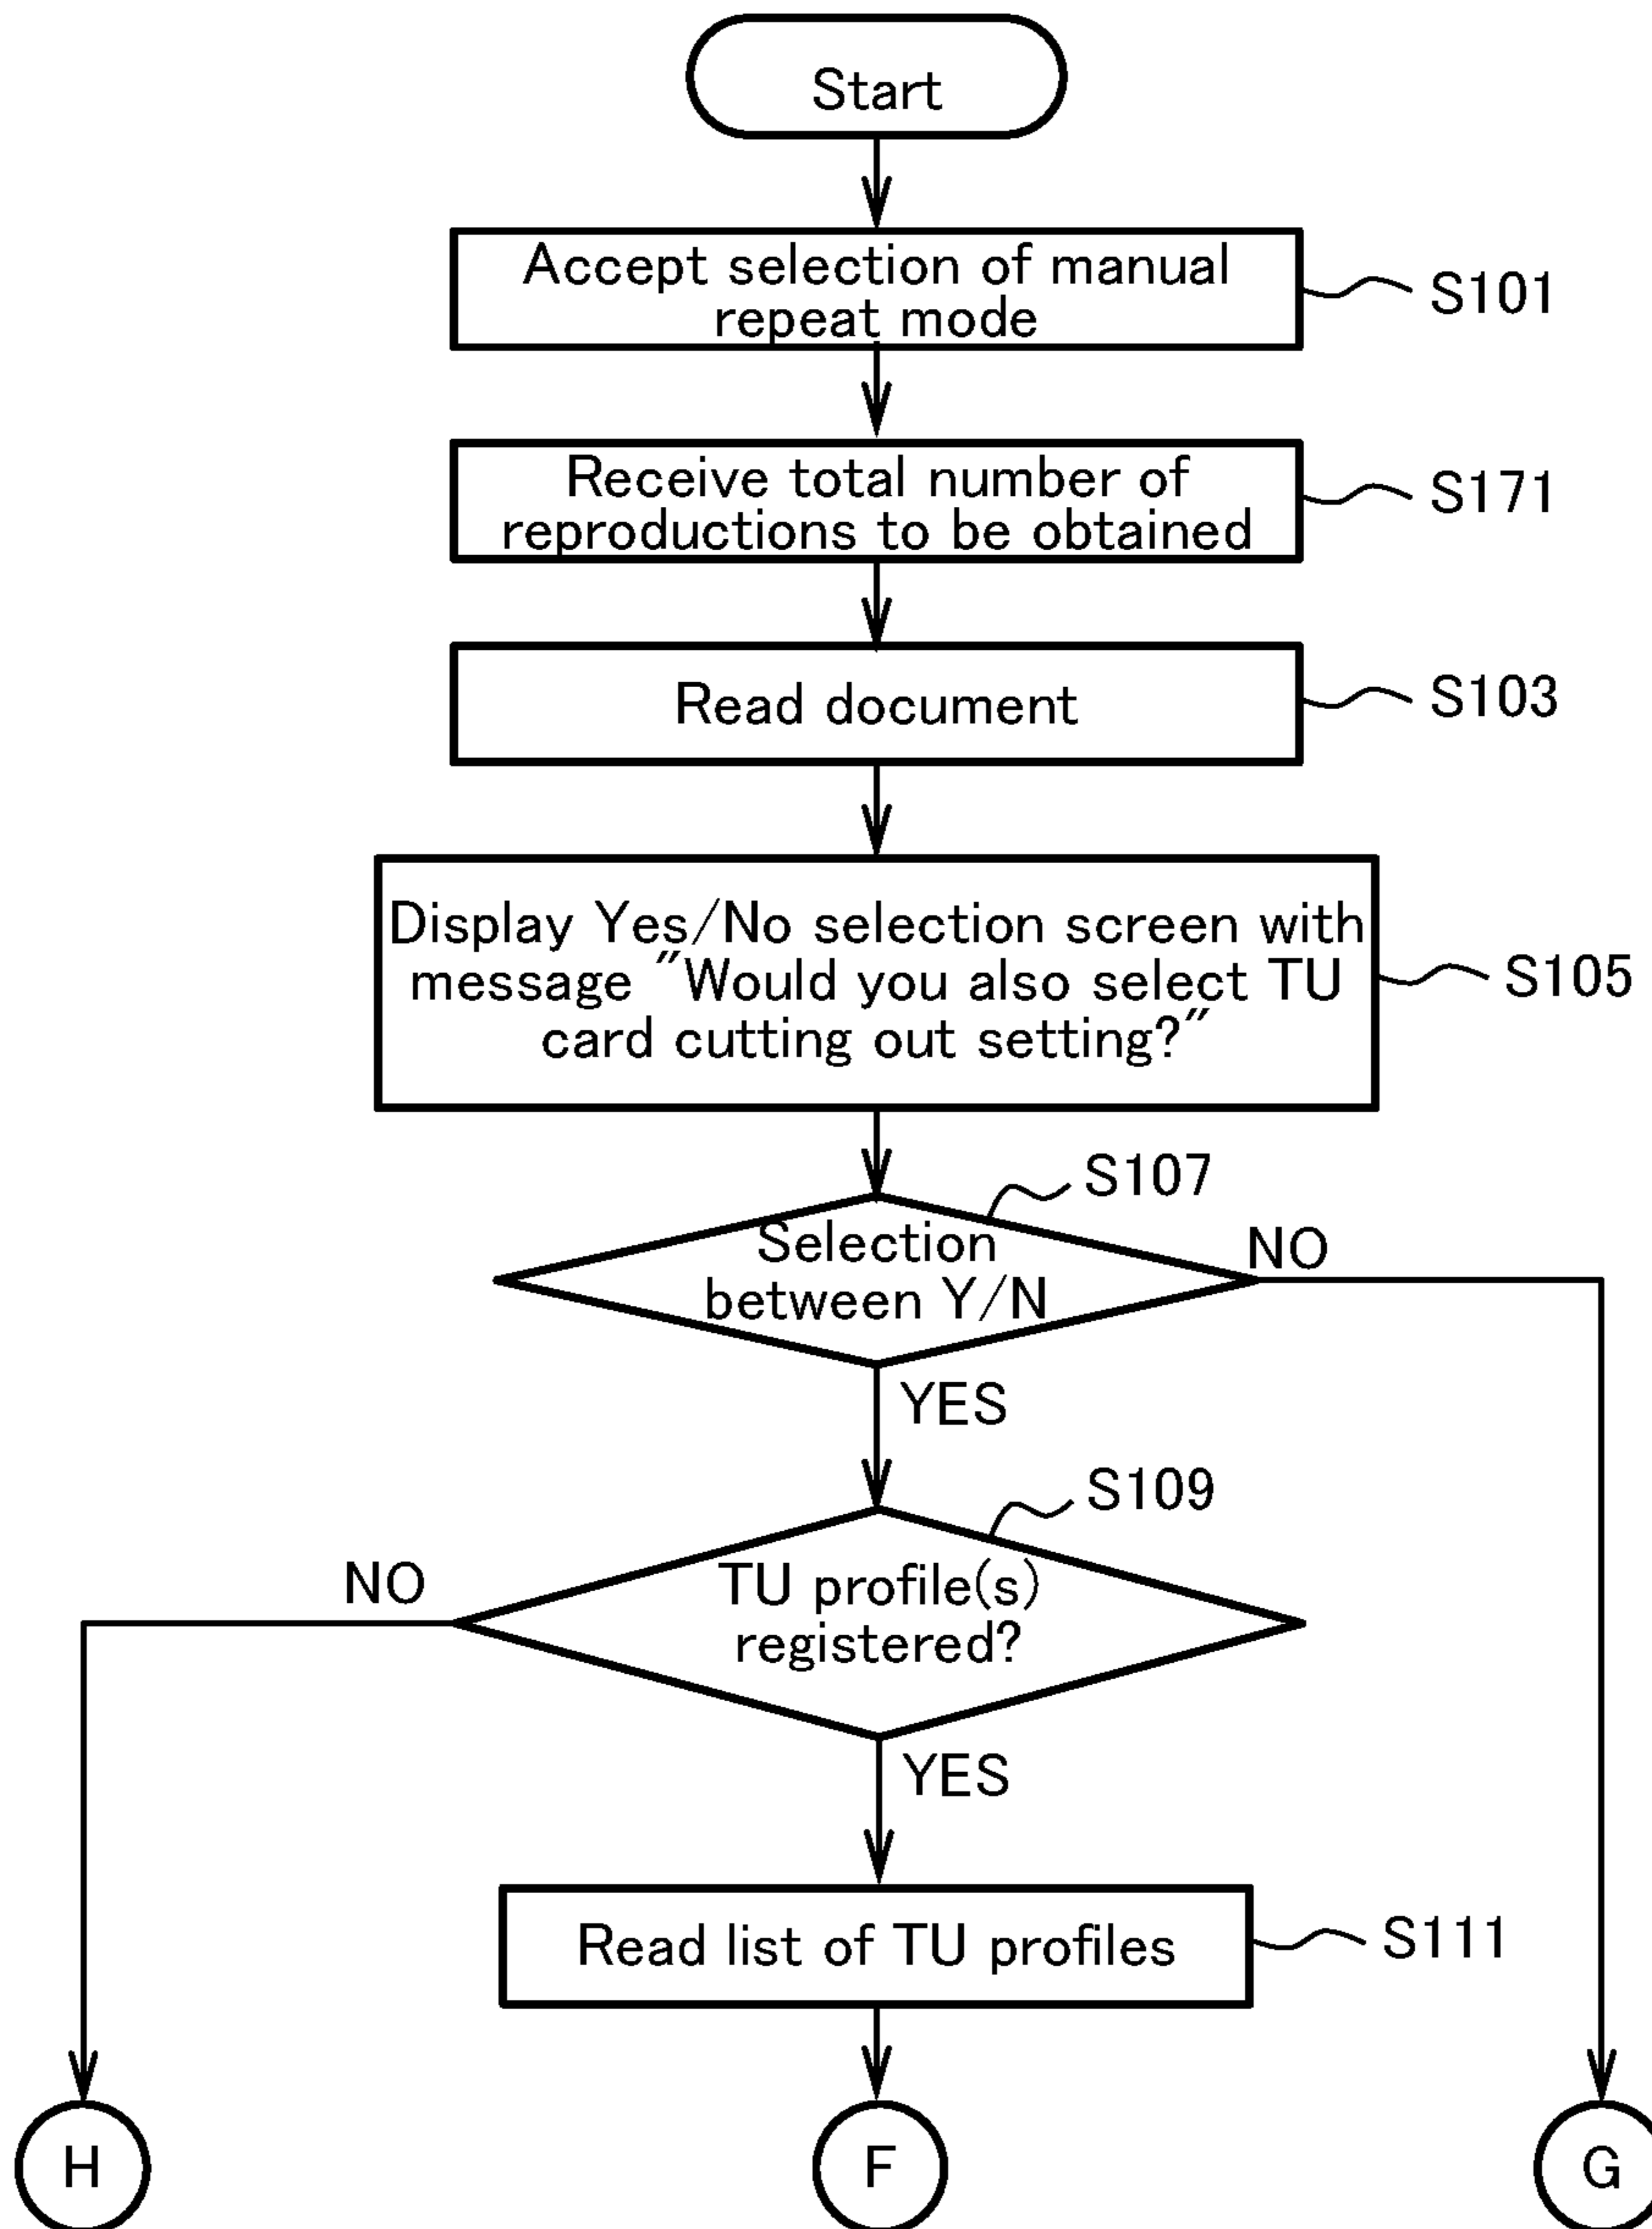 Start
Accept selection of manual
repeat mode
S101
Receive total number of
reproductions to be obtained
S171
Read document
S103
Display Yes/No selection screen with
message "Would you also select TU
card cutting out setting?"
S105
S107
Selection
between Y/N
NO
YES
S109
TU profile(s)
registered?
NO
YES
Read list of TU profiles
S111
H
F
G